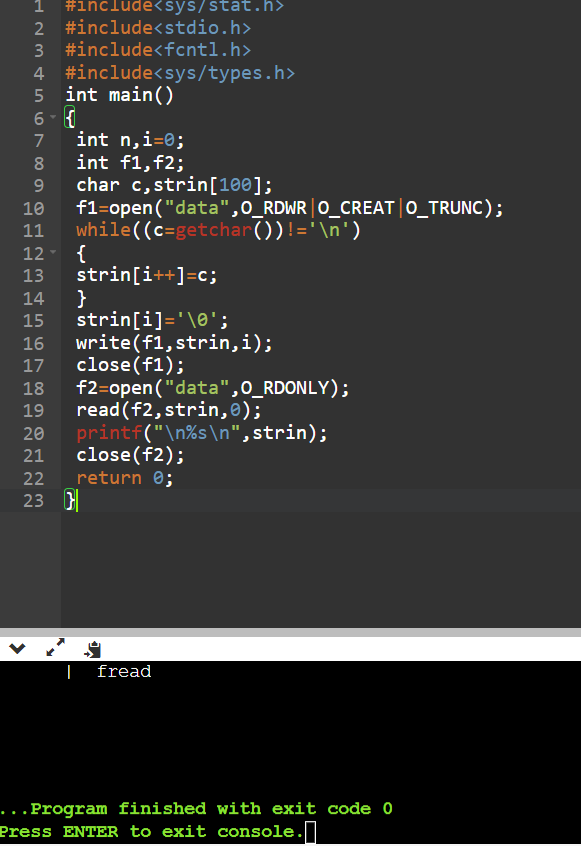 1 #include<sys/stat.h>
2 #include<stdio.h>
3 #include<fcntl.h>
4 #include<sys/types.h>
5 int main()
6 {
7 int n,i=0;
8 int f1,f2;
9 char c,strin[100];
10 f1=open("data",O_RDWR|O_CREAT|O_TRUNC);
11 while((c=getchar())!='\n')
12 {
13 strin[i++]=c;
14 }
15 strin[i]='\0';
16 write(f1,strin,i);
17 close(f1);
18 f2=open("data",O_RDONLY);
19 read(f2,strin,0);
20 printf("\n%s\n",strin);
21 close(f2);
22 return 0;
23 }
| fread
...Program finished with exit code 0
Press ENTER to exit console.